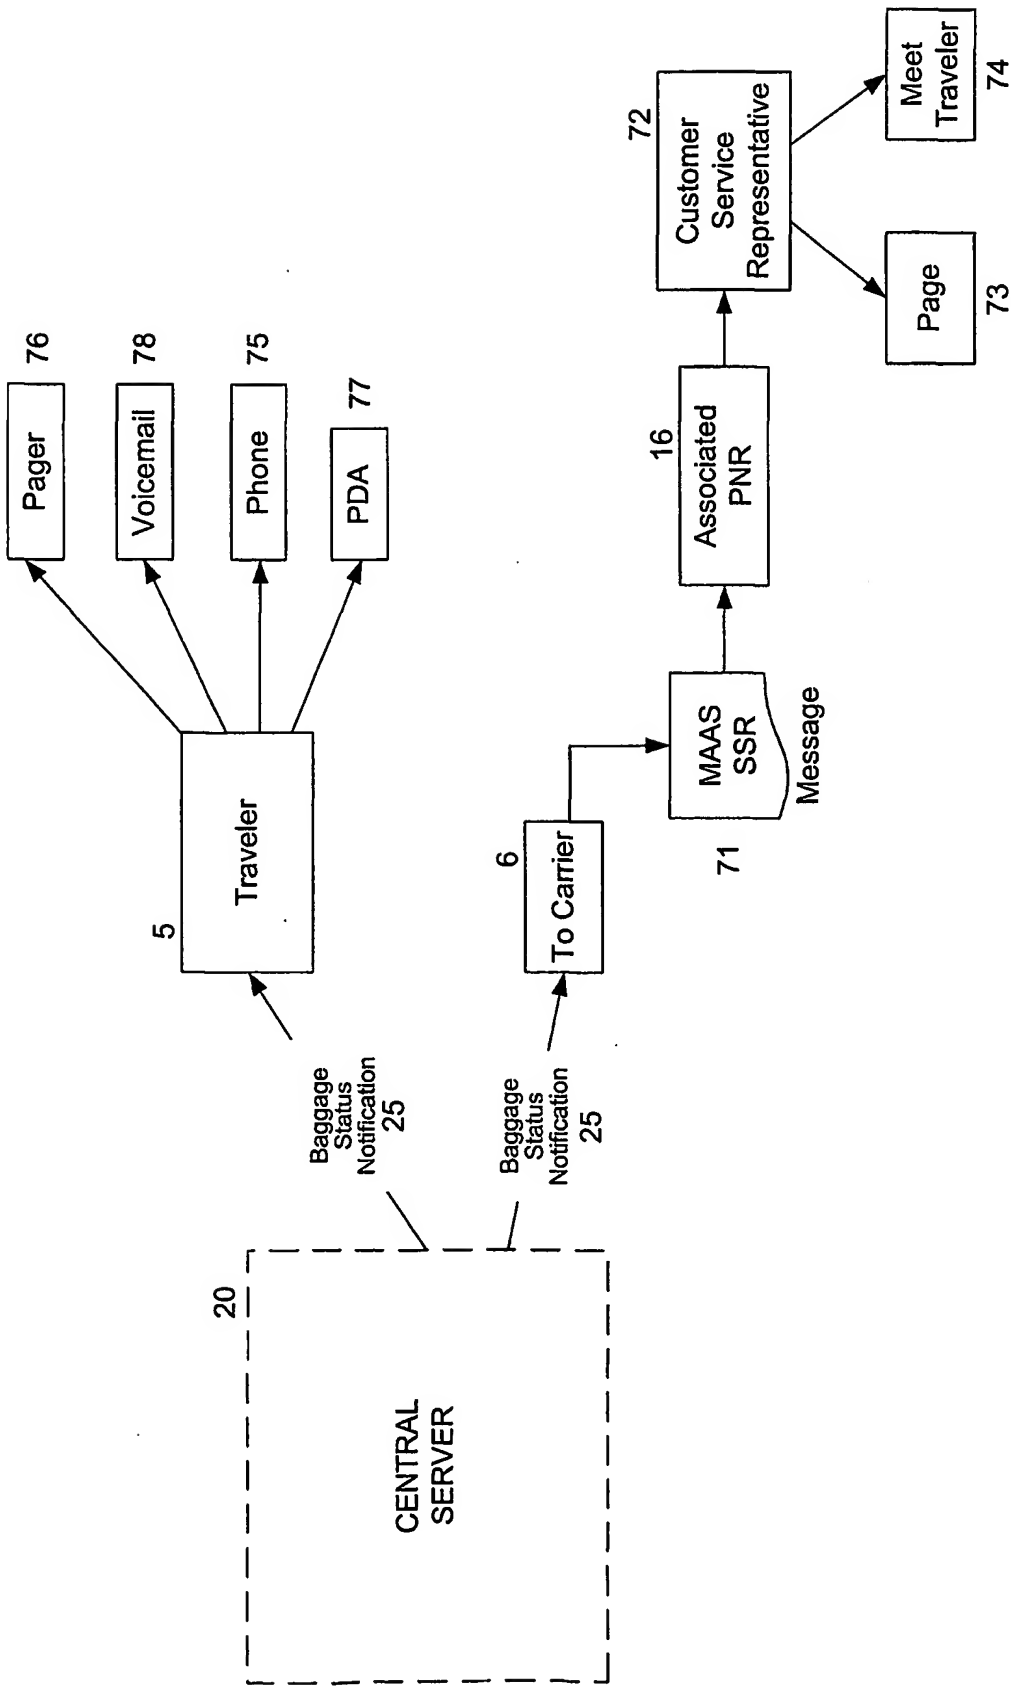 CENTRAL
SERVER
20
Baggage
Status
Notification
25
Baggage
Status
Notification
25
5
Traveler
Pager
76
Voicemail
78
Phone
75
PDA
77
6
To Carrier
MAAS
SSR
71
Message
16
Associated
PNR
72
Customer
Service
Representative
Page
73
Meet
Traveler
74